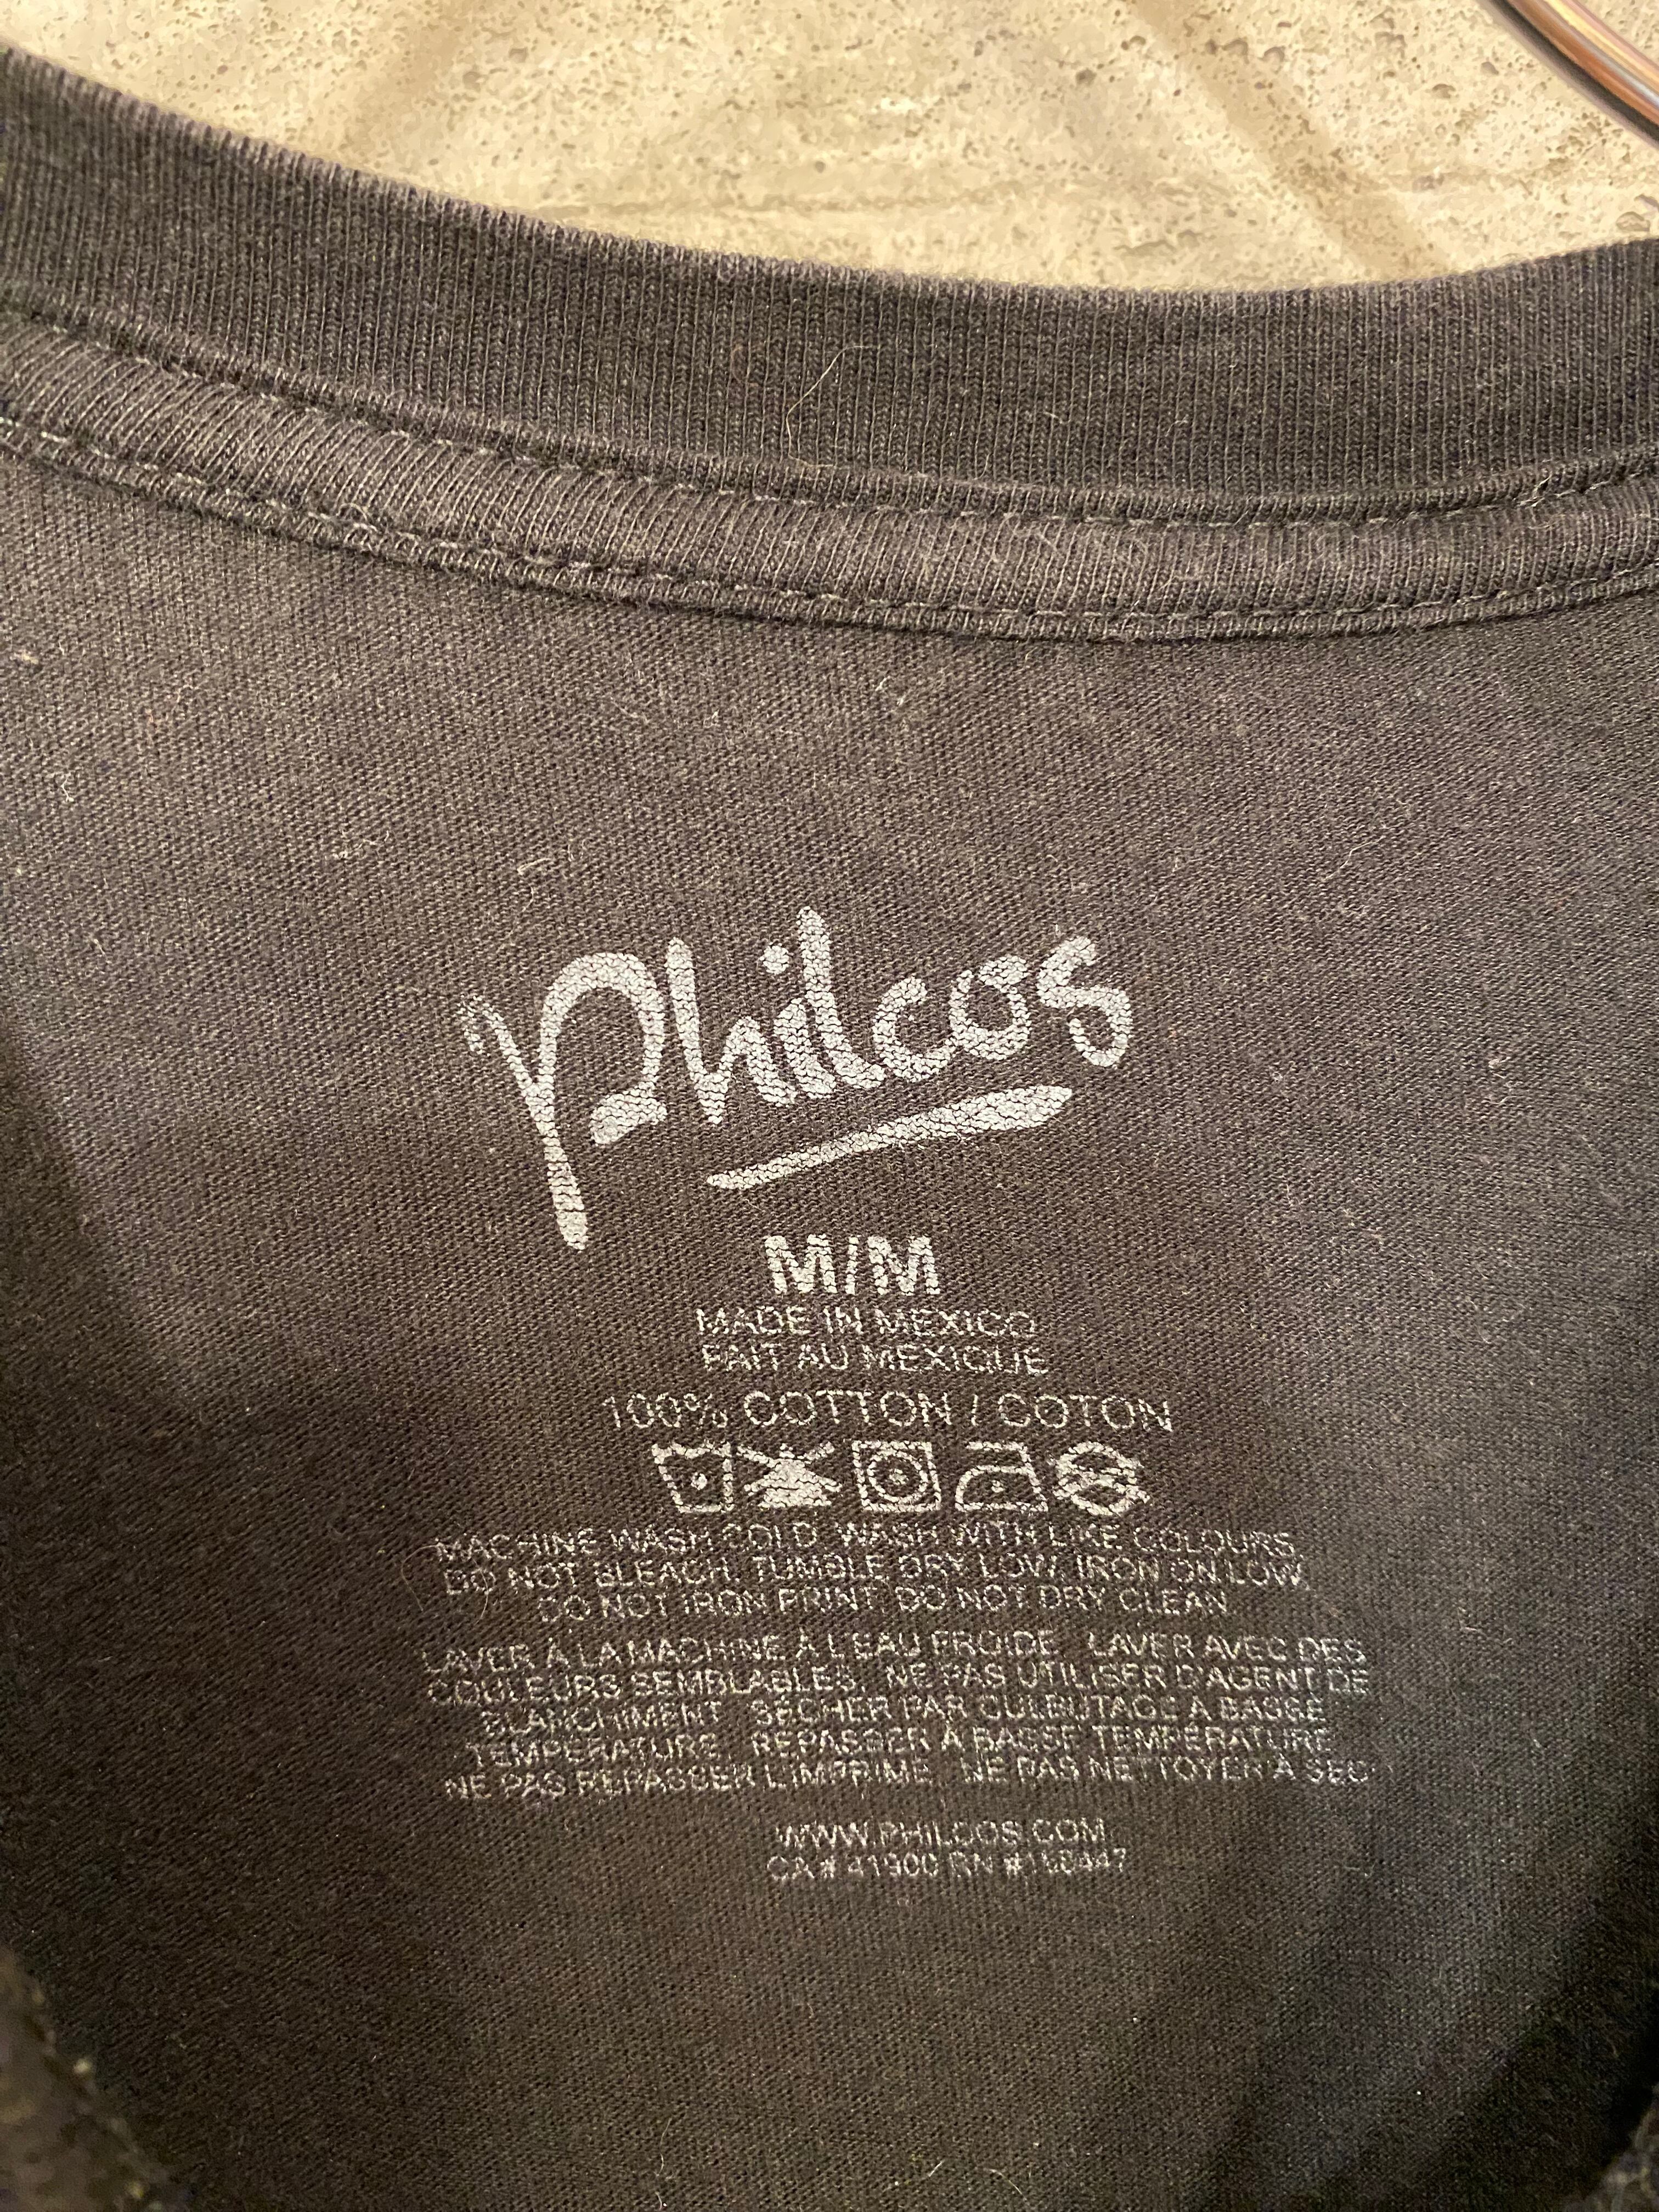 Philcos
M/M
MADE IN MEXICO
FAIT AU MEXIQUE
100% COTTON / COTON
MACHINE WASH COLD. WASH WITH LIKE COLOURS.
DO NOT BLEACH. TUMBLE DRY LOW. IRON ON LOW.
DO NOT IRON PRINT. DO NOT DRY CLEAN.
LAVER À LA MACHINE À L'EAU FROIDE. LAVER AVEC DES
COULEURS SEMBLABLES. NE PAS UTILISER D'AGENT DE
BLANCHIMENT. SÉCHER PAR CULBUTAGE À BASSE
TEMPÉRATURE. REPASSER À BASSE TEMPÉRATURE.
NE PAS REPASSER L'IMPRIMÉ. NE PAS NETTOYER À SEC.
WWW.PHILCOS.COM
CA# 41900 RN